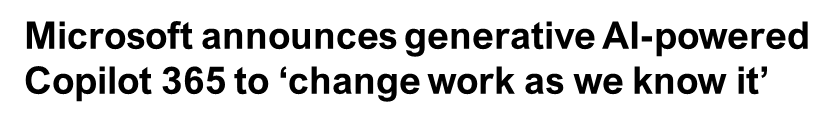 Microsoft announces generative AI-powered
Copilot 365 to ‘change work as we know it’